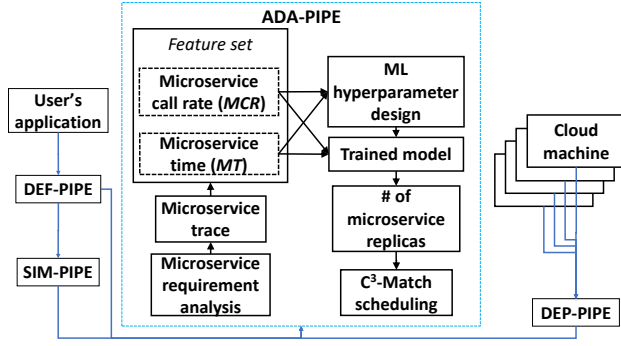 ADA-PIPE
Feature set
Microservice
call rate (MCR)
Microservice
time (MT)
Microservice
trace
Microservice
requirement
analysis
ML
hyperparameter
design
Trained model
# of
microservice
replicas
C³-Match
scheduling
User's
application
DEF-PIPE
SIM-PIPE
Cloud
machine
DEP-PIPE